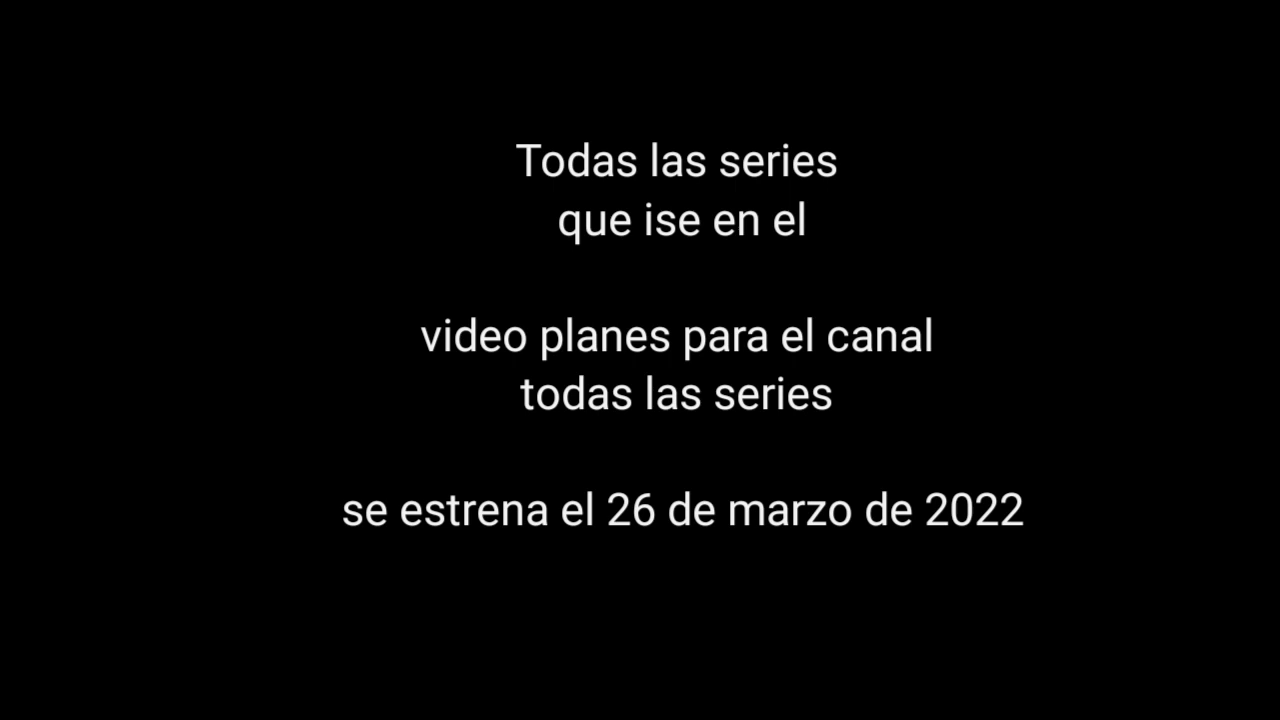 Todas las series
que ise en el
video planes para el canal
todas las series
se estrena el 26 de marzo de 2022